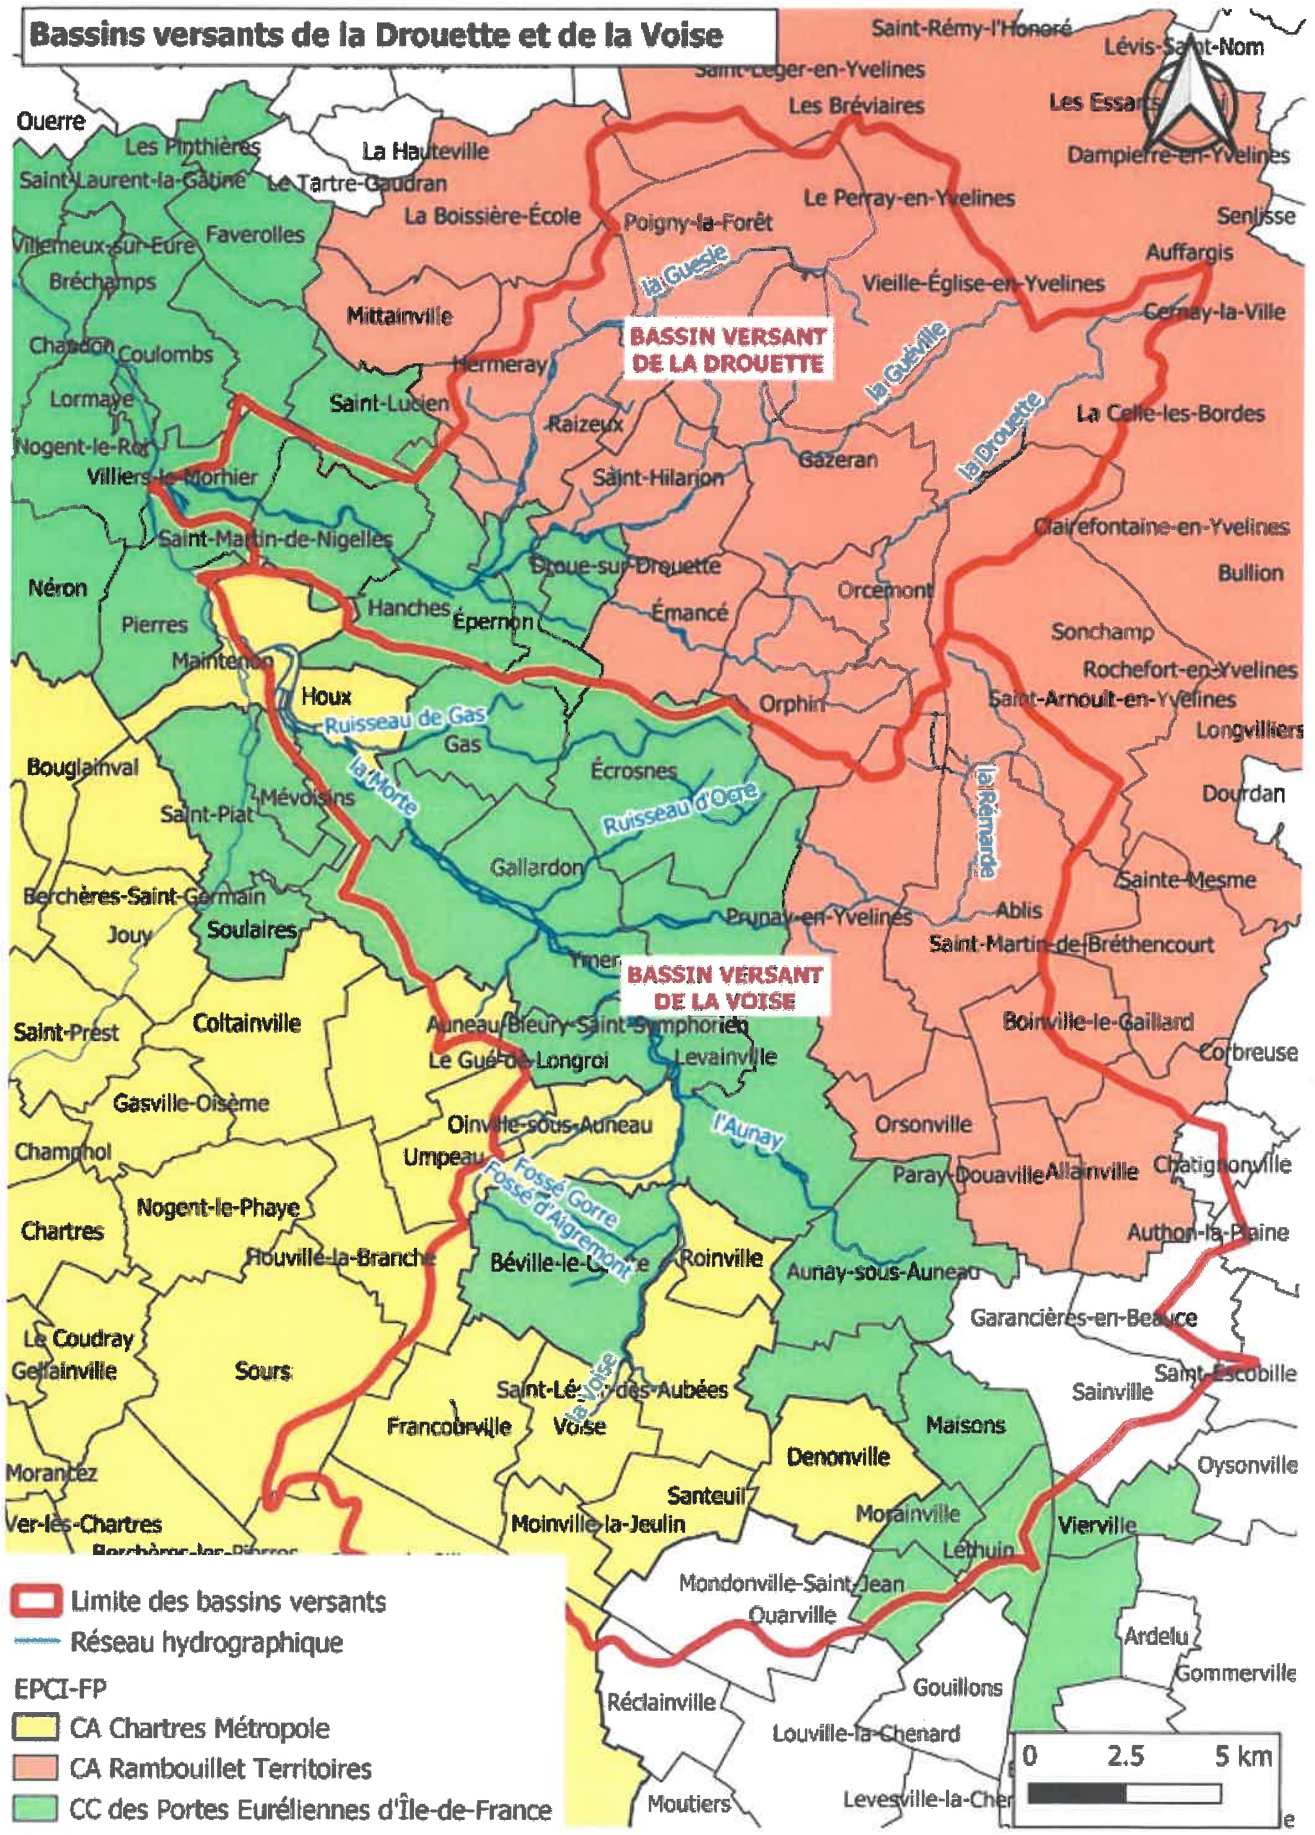 Bassins versants de la Drouette et de la Voise
Saint-Rémy-l'Honoré
Lévis-Saint-Nom
Saint-Léger-en-Yvelines
Les Bréviaires
Les Essarts
Ouerre
Les Pinthières
La Hauteville
Dampierre-en-Yvelines
Saint-Laurent-la-Gâtine
Le Tartre-Gaudran
La Boissière-École
Le Perray-en-Yvelines
Poigny-la-Forêt
Senlisse
Villemeux-sur-Eure
Faverolles
Auffargis
la Guesle
Bréchamps
Vieille-Église-en-Yvelines
Cernay-la-Ville
Mittainville
BASSIN VERSANT
DE LA DROUETTE
Chaudon
Coulombs
Hermeray
la Guéville
Lormaye
Saint-Lucien
Raizeux
La Celle-les-Bordes
Nogent-le-Roi
la Drouette
Gazeran
Villiers-le-Morhier
Saint-Hilarion
Clairefontaine-en-Yvelines
Saint-Martin-de-Nigelles
Droue-sur-Drouette
Bullion
Néron
Orcemont
Hanches
Épernon
Émancé
Pierres
Sonchamp
Maintenon
Rochefort-en-Yvelines
Houx
Orphin
Saint-Arnoult-en-Yvelines
Ruisseau de Gas
Longvilliers
Gas
Bouglainval
la Morte
Écrosnes
la Rémarde
Dourdan
Mévoisins
Saint-Piat
Ruisseau d'Ocre
Gallardon
Sainte-Mesme
Berchères-Saint-Germain
Prunay-en-Yvelines
Ablis
Jouy
Soulaires
Saint-Martin-de-Bréthencourt
Ymer
BASSIN VERSANT
DE LA VOISE
Coltainville
Saint-Prest
Auneau-Bleury-Saint-Symphorien
Boinville-le-Gaillard
Le Gué-de-Longroi
Levainville
Corbreuse
Gasville-Oisème
Oinville-sous-Auneau
l'Aunay
Orsonville
Champhol
Umpeau
Fossé Gorre
Paray-Douaville
Allainville
Chatignonville
Fossé d'Aigremont
Nogent-le-Phaye
Chartres
Authon-la-Plaine
Houville-la-Branche
Béville-le-C
Roinville
Aunay-sous-Auneau
Garancières-en-Beauce
Le Coudray
Gellainville
Sours
Saint-Escobille
la Voise
Saint-Léger-des-Aubées
Sainville
Francourville
Voise
Maisons
Denonville
Oysonville
Morancez
Santeuil
Morainville
Ver-lès-Chartres
Moinville-la-Jeulin
Vierville
Berchères-les-Pierres
Léthuin
Mondonville-Saint-Jean
Ouarville
Limite des bassins versants
Réseau hydrographique
Ardelu
Gommerville
EPCI-FP
Gouillons
Réclainville
CA Chartres Métropole
Louville-la-Chenard
0 2.5 5 km
CA Rambouillet Territoires
Moutiers
Levesville-la-Cher
CC des Portes Euréliennes d'Île-de-France